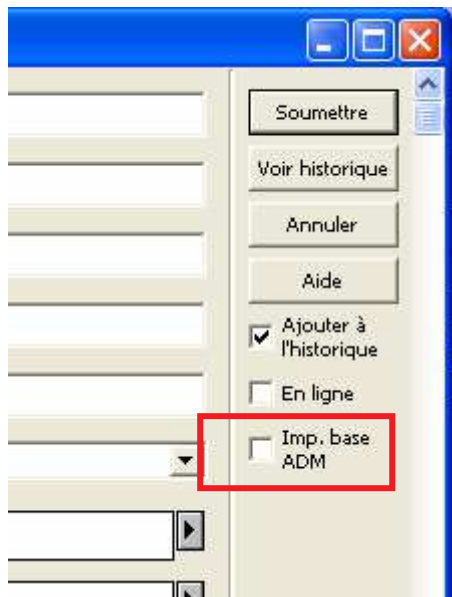 Soumettre
Voir historique
Annuler
Aide
Ajouter à
l'historique
En ligne
Imp. base
ADM